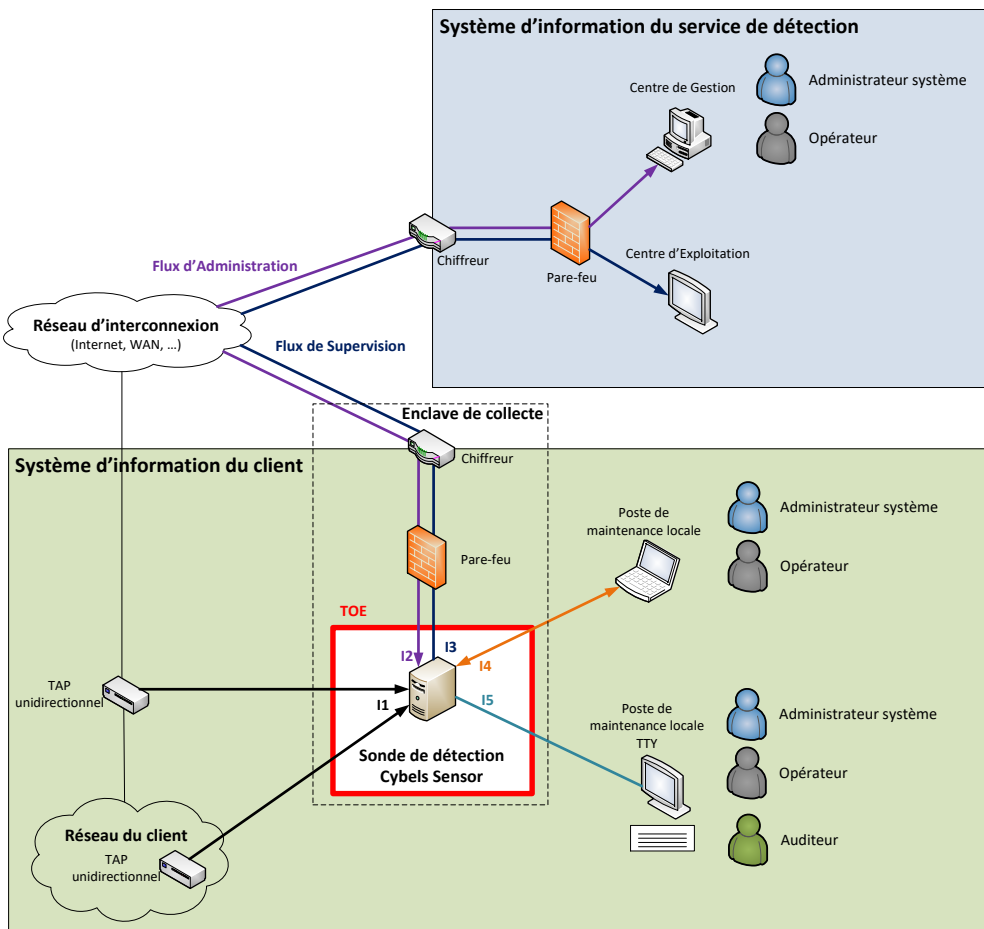 Système d'information du service de détection
Centre de Gestion
Administrateur système
Opérateur
Chiffreur
Pare-feu
Centre d'Exploitation
Flux d'Administration
Réseau d'interconnexion
(Internet, WAN, …)
Flux de Supervision
Enclave de collecte
Système d'information du client
Chiffreur
Pare-feu
Poste de
maintenance locale
Administrateur système
Opérateur
TOE
I2
I3
I4
I1
I5
TAP
unidirectionnel
Sonde de détection
Cybels Sensor
Poste de
maintenance locale
TTY
Administrateur système
Opérateur
Auditeur
Réseau du client
TAP
unidirectionnel